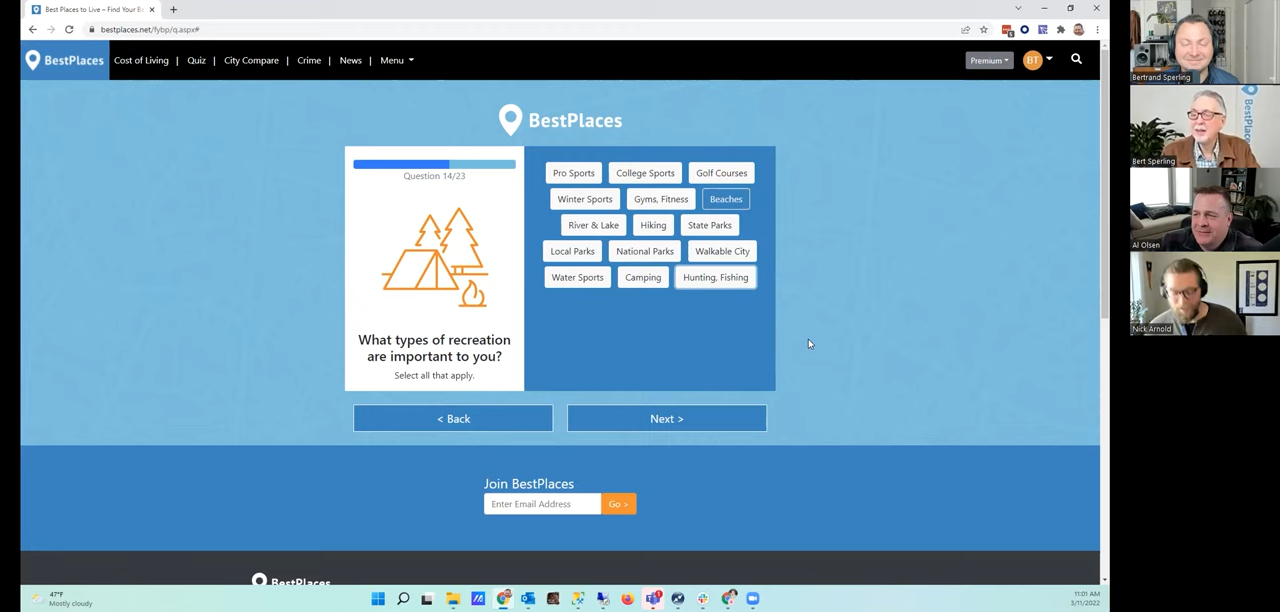 Best Places to Live – Find Your B
bestplaces.net/fybp/q.aspx#
BestPlaces
Cost of Living | Quiz | City Compare | Crime | News | Menu
Premium
BT
BestPlaces
Question 14/23
What types of recreation
are important to you?
Select all that apply.
Pro Sports College Sports Golf Courses
Winter Sports Gyms, Fitness Beaches
River & Lake Hiking State Parks
Local Parks National Parks Walkable City
Water Sports Camping Hunting, Fishing
< Back
Next >
Join BestPlaces
Enter Email Address Go >
BestPlaces
47°F
Mostly cloudy
11:01 AM
3/11/2022
Bertrand Sperling
BestPlaces
Bert Sperling
Al Olsen
Nick Arnold